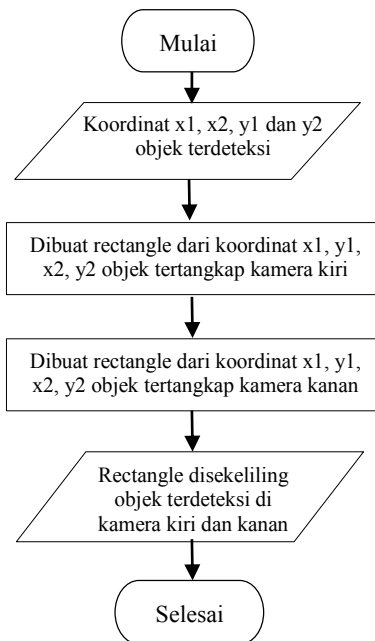 Mulai
Koordinat x1, x2, y1 dan y2
objek terdeteksi
Dibuat rectangle dari koordinat x1, y1,
x2, y2 objek tertangkap kamera kiri
Dibuat rectangle dari koordinat x1, y1,
x2, y2 objek tertangkap kamera kanan
Rectangle disekeliling
objek terdeteksi di
kamera kiri dan kanan
Selesai